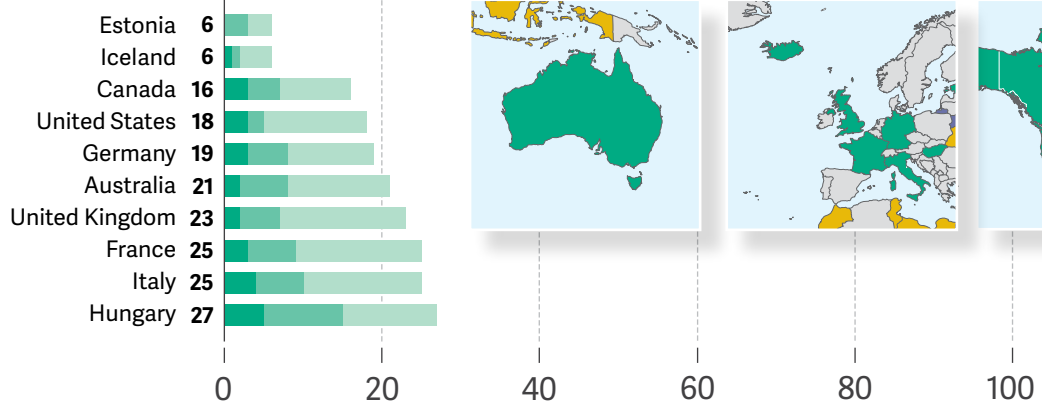 Estonia 6
Iceland 6
Canada 16
United States 18
Germany 19
Australia 21
United Kingdom 23
France 25
Italy 25
Hungary 27
0 20 40 60 80 100